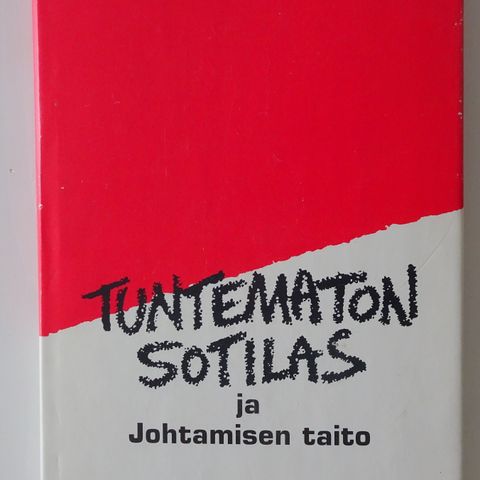 TUNTEMATON
SOTILAS
ja
Johtamisen taito